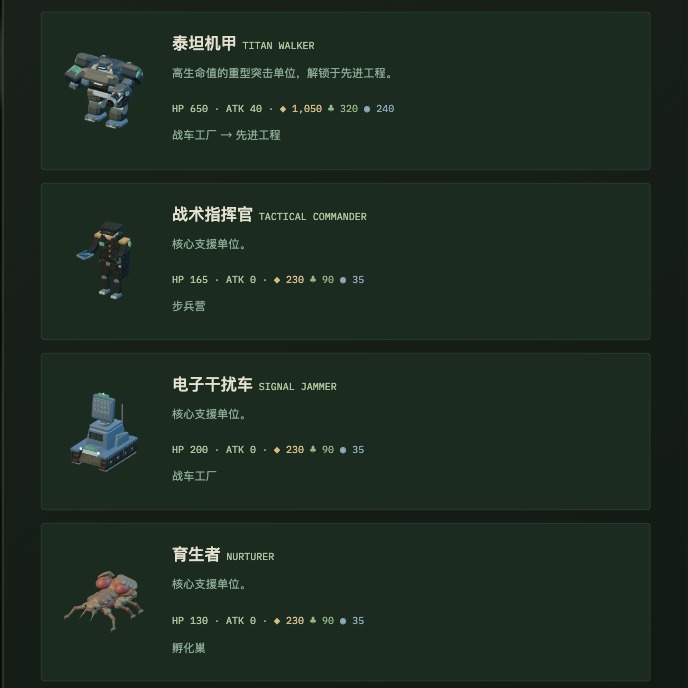 泰坦机甲 TITAN WALKER
高生命值的重型突击单位，解锁于先进工程。
HP 650 · ATK 40 · ◆ 1,050 ♣ 320 ● 240
战车工厂 → 先进工程
战术指挥官 TACTICAL COMMANDER
核心支援单位。
HP 165 · ATK 0 · ◆ 230 ♣ 90 ● 35
步兵营
电子干扰车 SIGNAL JAMMER
核心支援单位。
HP 200 · ATK 0 · ◆ 230 ♣ 90 ● 35
战车工厂
育生者 NURTURER
核心支援单位。
HP 130 · ATK 0 · ◆ 230 ♣ 90 ● 35
孵化巢